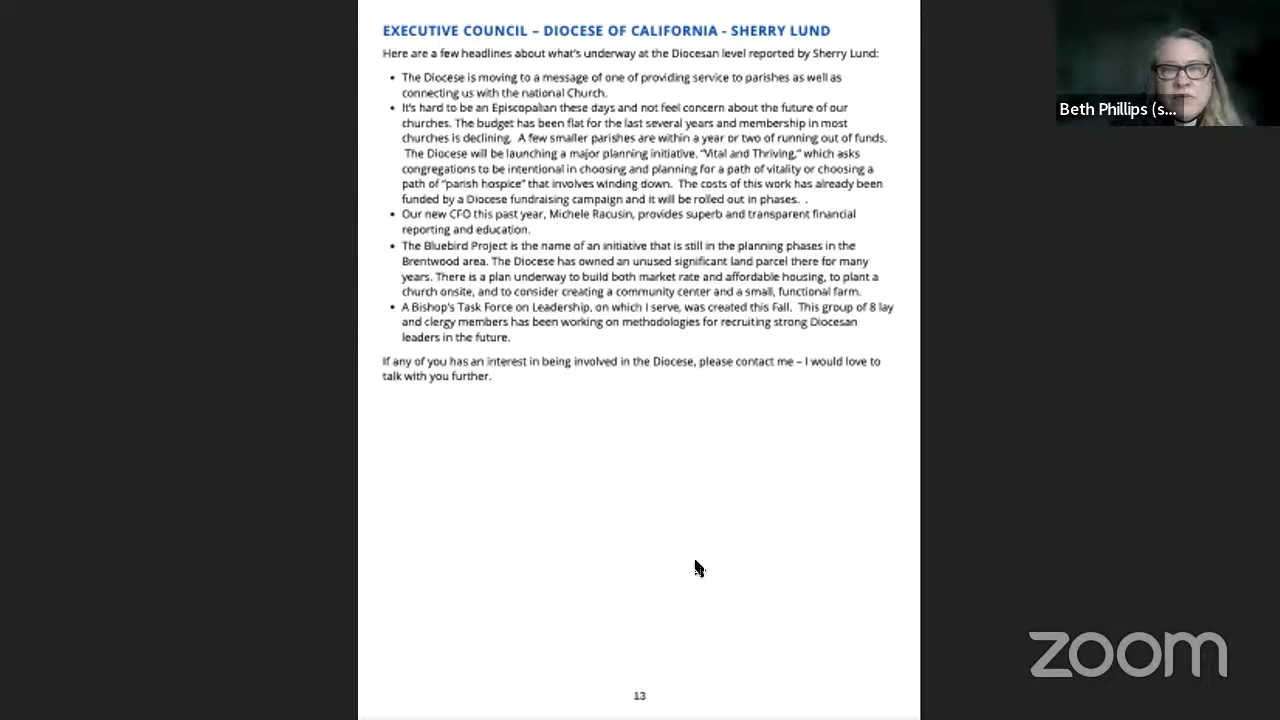 EXECUTIVE COUNCIL – DIOCESE OF CALIFORNIA - SHERRY LUND
Here are a few headlines about what's underway at the Diocesan level reported by Sherry Lund:
• The Diocese is moving to a message of one of providing service to parishes as well as
connecting us with the national Church.
• It's hard to be an Episcopalian these days and not feel concern about the future of our
churches. The budget has been flat for the last several years and membership in most
churches is declining.  A few smaller parishes are within a year or two of running out of funds.
The Diocese will be launching a major planning initiative, “Vital and Thriving,” which asks
congregations to be intentional in choosing and planning for a path of vitality or choosing a
path of “parish hospice” that involves winding down.  The costs of this work has already been
funded by a Diocese fundraising campaign and it will be rolled out in phases. .
• Our new CFO this past year, Michele Racusin, provides superb and transparent financial
reporting and education.
• The Bluebird Project is the name of an initiative that is still in the planning phases in the
Brentwood area. The Diocese has owned an unused significant land parcel there for many
years. There is a plan underway to build both market rate and affordable housing, to plant a
church onsite, and to consider creating a community center and a small, functional farm.
• A Bishop's Task Force on Leadership, on which I serve, was created this Fall.  This group of 8 lay
and clergy members has been working on methodologies for recruiting strong Diocesan
leaders in the future.
If any of you has an interest in being involved in the Diocese, please contact me – I would love to
talk with you further.
13
Beth Phillips (s...
zoom